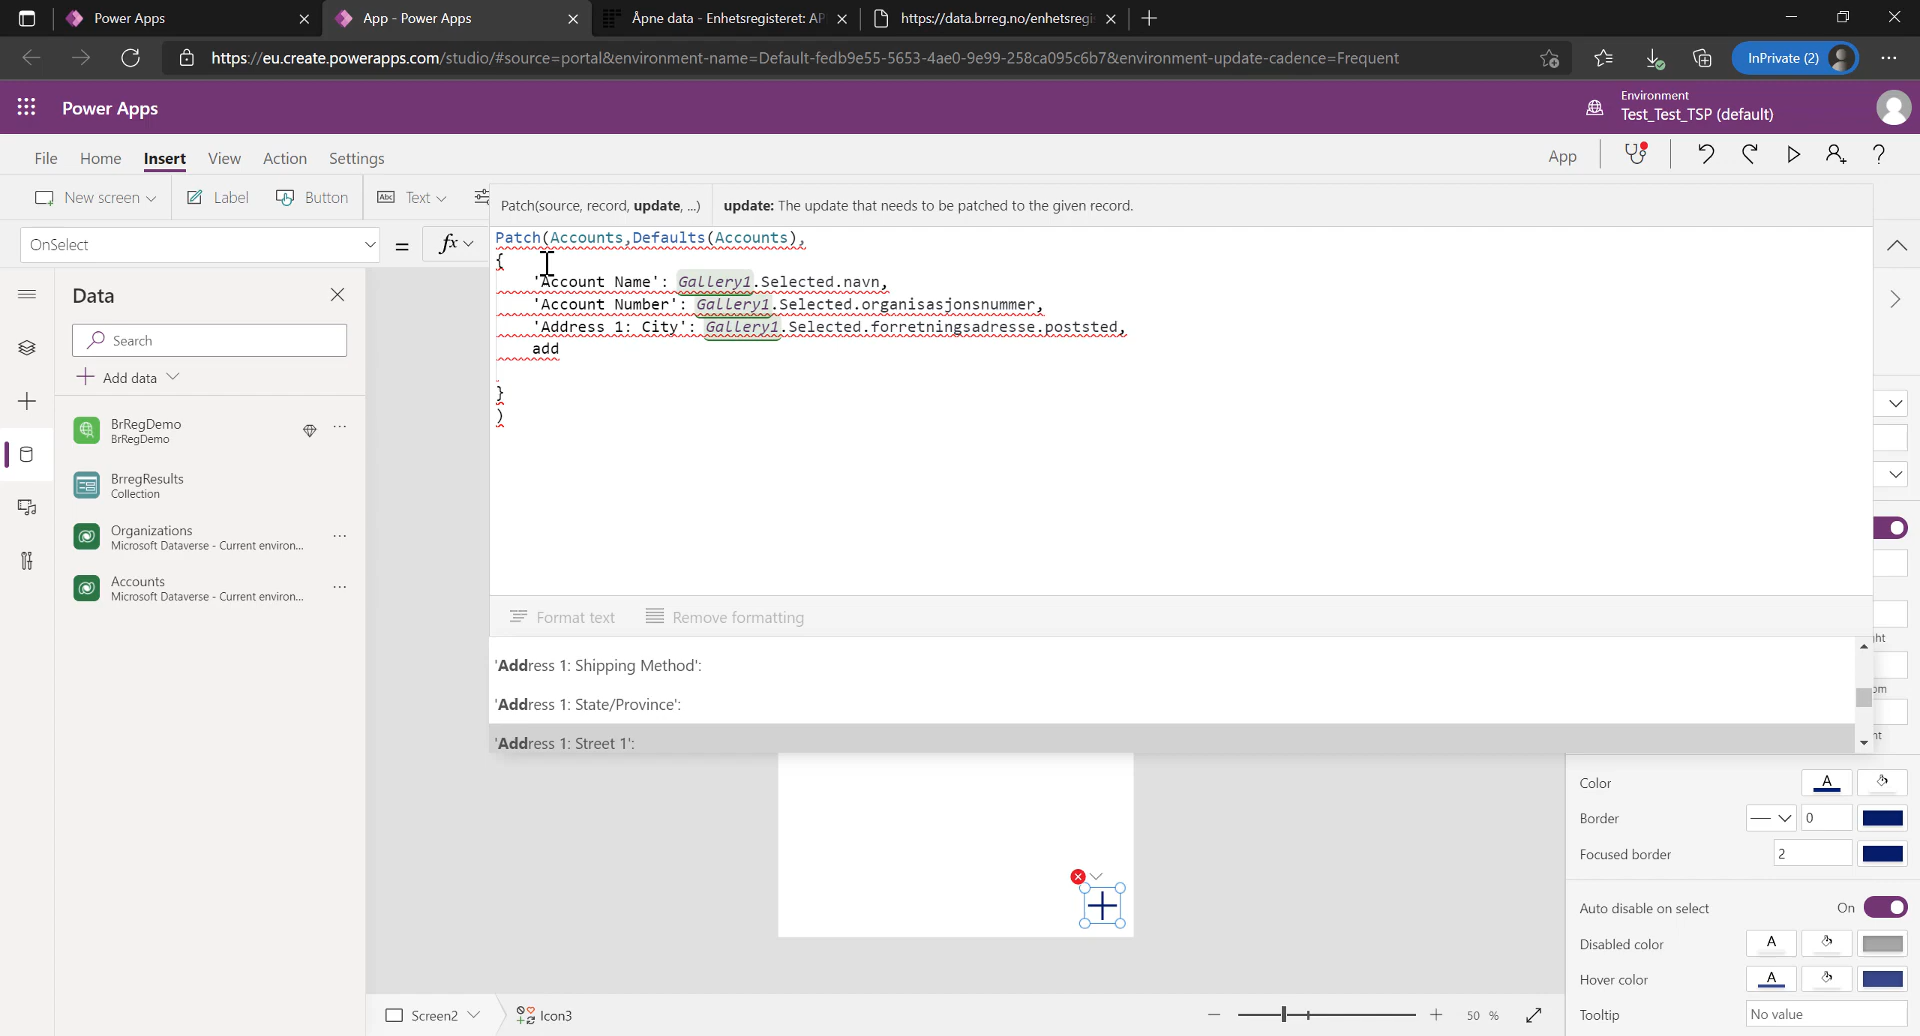 Power Apps
App - Power Apps
Åpne data - Enhetsregisteret: AP
https://data.brreg.no/enhetsregi
https://eu.create.powerapps.com/studio/#source=portal&environment-name=Default-fedb9e55-5653-4ae0-9e99-258ca095c6b7&environment-update-cadence=Frequent
InPrivate (2)
Power Apps
Environment
Test_Test_TSP (default)
File Home Insert View Action Settings
App
New screen Label Button Text
Patch(source, record, update, ...) update: The update that needs to be patched to the given record.
OnSelect = fx
Patch(Accounts,Defaults(Accounts),
{
'Account Name': Gallery1.Selected.navn,
'Account Number': Gallery1.Selected.organisasjonsnummer,
'Address 1: City': Gallery1.Selected.forretningsadresse.poststed,
add
}
)
Data
Search
Add data
BrRegDemo
BrRegDemo
BrregResults
Collection
Organizations
Microsoft Dataverse - Current environ...
Accounts
Microsoft Dataverse - Current environ...
Format text Remove formatting
'Address 1: Shipping Method':
'Address 1: State/Province':
'Address 1: Street 1':
Color
Border 0
Focused border 2
Auto disable on select On
Disabled color
Hover color
Tooltip No value
Screen2 Icon3
50 %